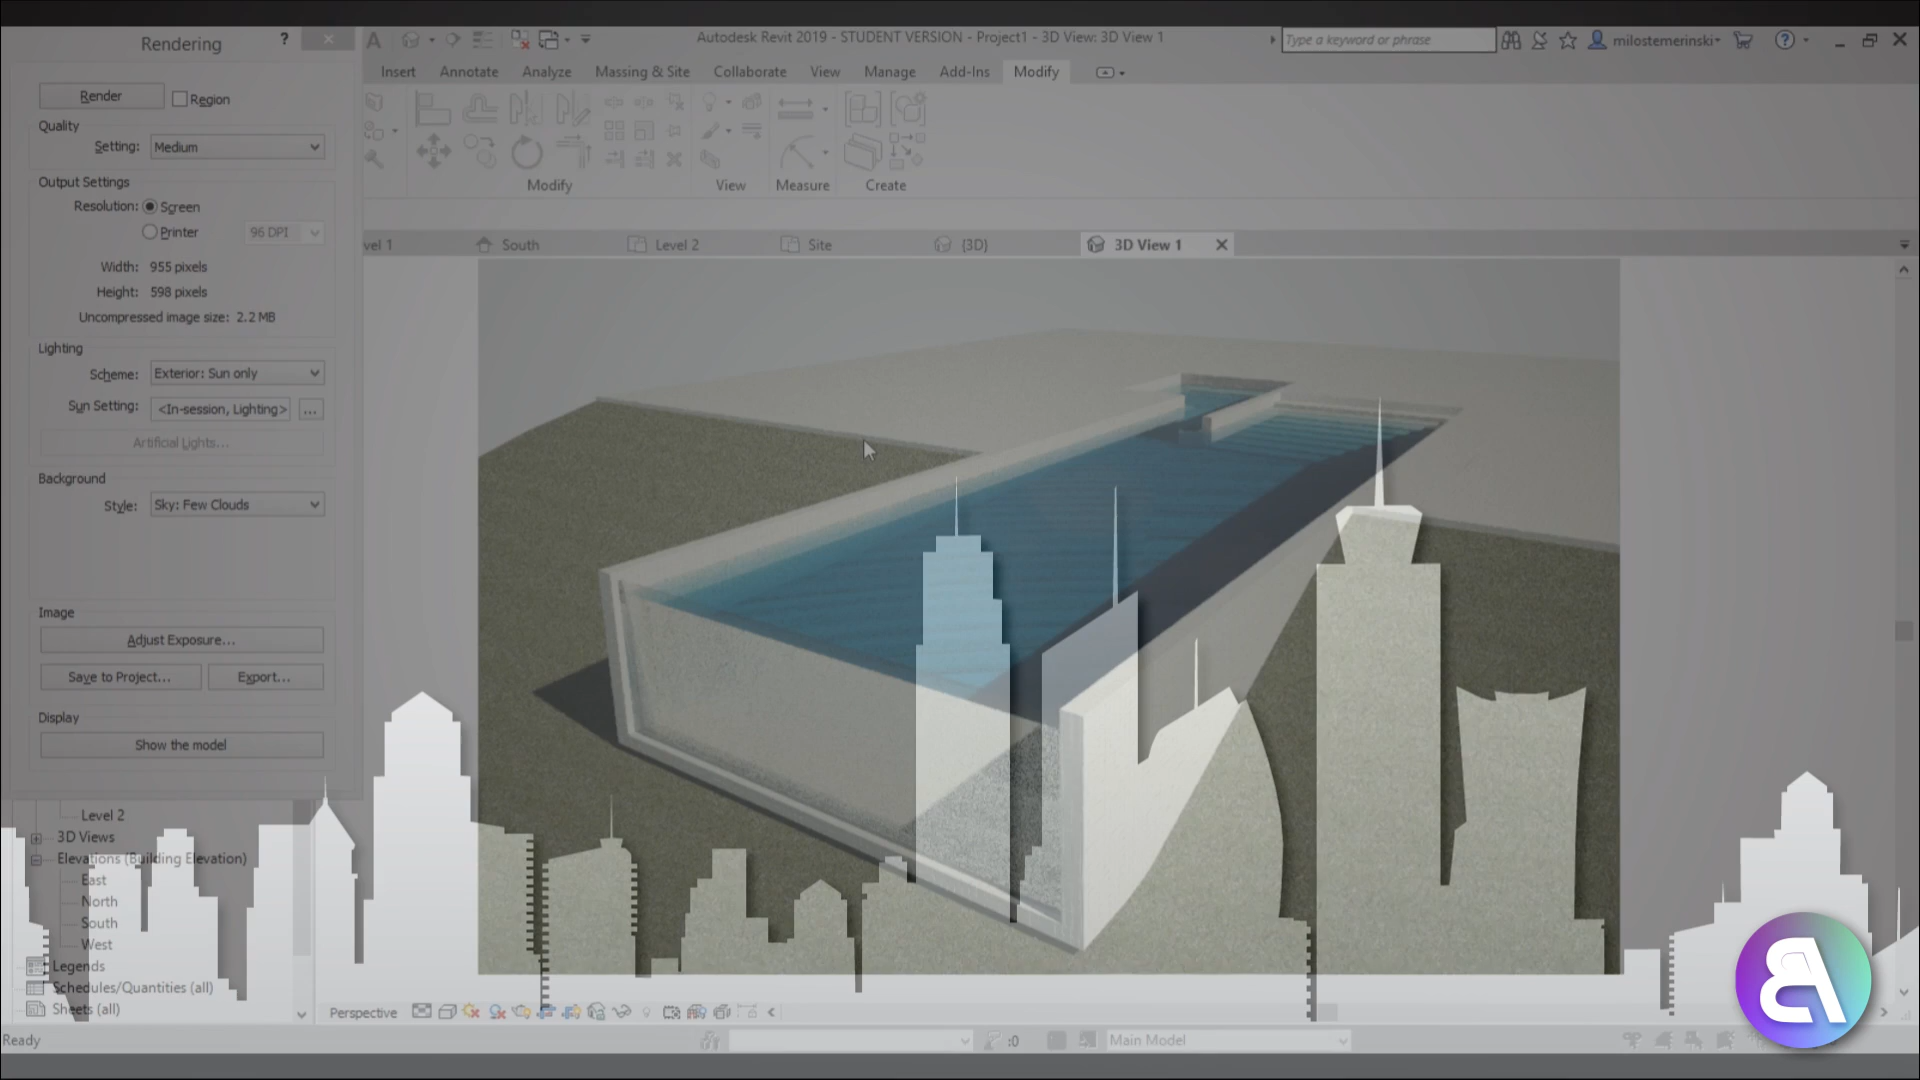 Rendering
?
Autodesk Revit 2019 - STUDENT VERSION - Project1 - 3D View: 3D View 1
Type a keyword or phrase
milostemerinski
Insert Annotate Analyze Massing & Site Collaborate View Manage Add-Ins Modify
Render
Region
Quality
Setting: Medium
Modify View Measure Create
Output Settings
Resolution: Screen
Printer 96 DPI
vel 1 South Level 2 Site {3D} 3D View 1
Width: 955 pixels
Height: 598 pixels
Uncompressed image size: 2.2 MB
Lighting
Scheme: Exterior: Sun only
Sun Setting: <In-session, Lighting> ...
Artificial Lights...
Background
Style: Sky: Few Clouds
Image
Adjust Exposure...
Save to Project... Export...
Display
Show the model
Level 2
3D Views
Elevations (Building Elevation)
East
North
South
West
Legends
Schedules/Quantities (all)
Sheets (all)
Perspective
Ready
:0
Main Model